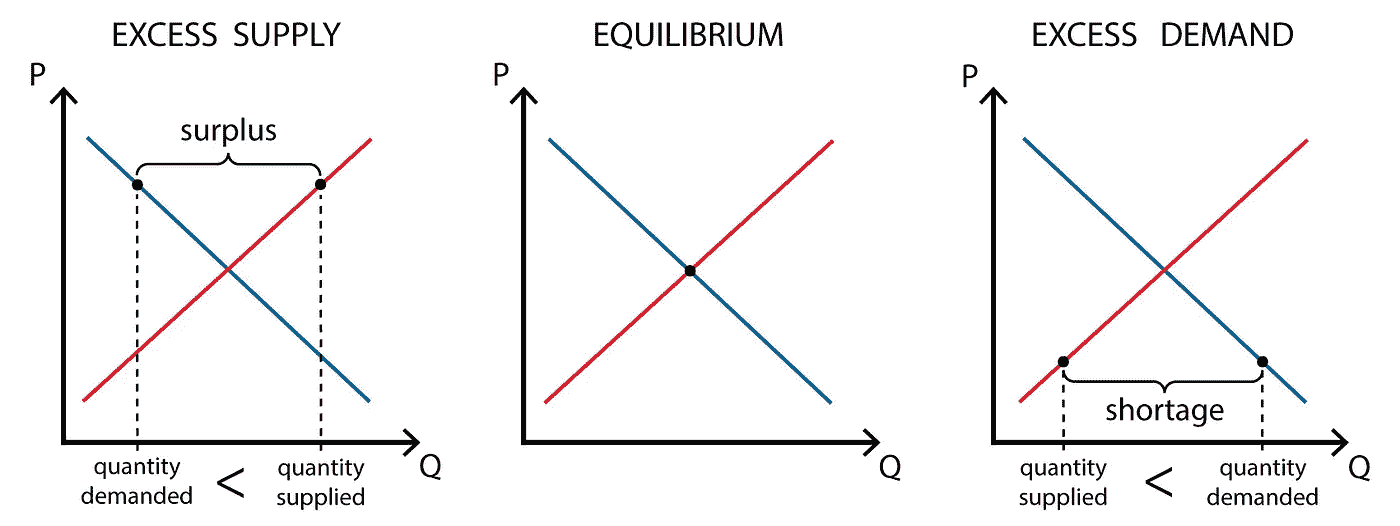 EXCESS SUPPLY
P
surplus
quantity demanded < quantity supplied
Q
EQUILIBRIUM
P
Q
EXCESS DEMAND
P
shortage
quantity supplied < quantity demanded
Q